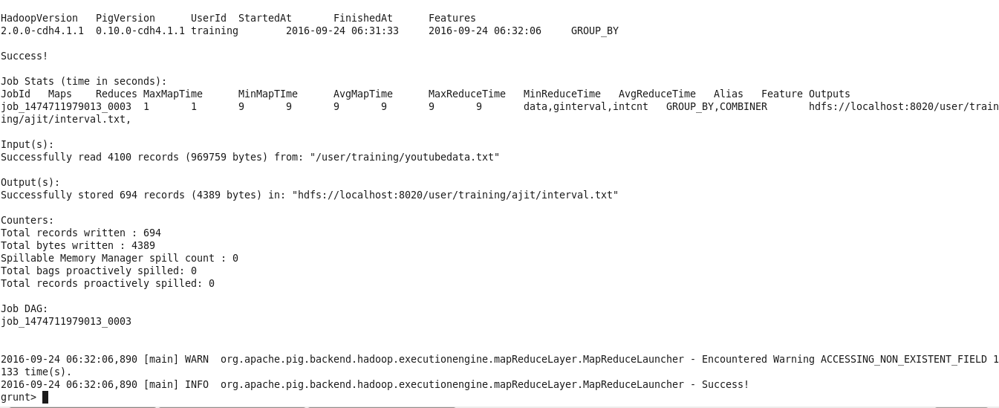 HadoopVersion   PigVersion      UserId  StartedAt       FinishedAt      Features
2.0.0-cdh4.1.1  0.10.0-cdh4.1.1 training        2016-09-24 06:31:33     2016-09-24 06:32:06     GROUP_BY
Success!
Job Stats (time in seconds):
JobId   Maps    Reduces MaxMapTime      MinMapTIme      AvgMapTime      MaxReduceTime   MinReduceTime   AvgReduceTime   Alias   Feature Outputs
job_1474711979013_0003  1       1       9       9       9       9       9       9       data,ginterval,intcnt   GROUP_BY,COMBINER       hdfs://localhost:8020/user/train
ing/ajit/interval.txt,
Input(s):
Successfully read 4100 records (969759 bytes) from: "/user/training/youtubedata.txt"
Output(s):
Successfully stored 694 records (4389 bytes) in: "hdfs://localhost:8020/user/training/ajit/interval.txt"
Counters:
Total records written : 694
Total bytes written : 4389
Spillable Memory Manager spill count : 0
Total bags proactively spilled: 0
Total records proactively spilled: 0
Job DAG:
job_1474711979013_0003
2016-09-24 06:32:06,890 [main] WARN  org.apache.pig.backend.hadoop.executionengine.mapReduceLayer.MapReduceLauncher - Encountered Warning ACCESSING_NON_EXISTENT_FIELD 1
133 time(s).
2016-09-24 06:32:06,890 [main] INFO  org.apache.pig.backend.hadoop.executionengine.mapReduceLayer.MapReduceLauncher - Success!
grunt>